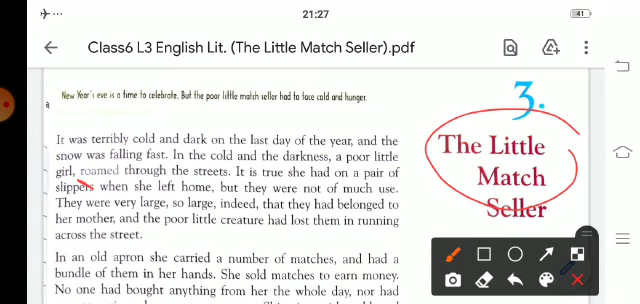 21:27
41
Class6 L3 English Lit. (The Little Match Seller).pdf
New Year's eve is a time to celebrate. But the poor little match seller had to face cold and hunger.
a
3.
The Little
Match
Seller
It was terribly cold and dark on the last day of the year, and the
snow was falling fast. In the cold and the darkness, a poor little
girl, roamed through the streets. It is true she had on a pair of
slippers when she left home, but they were not of much use.
They were very large, so large, indeed, that they had belonged to
her mother, and the poor little creature had lost them in running
across the street.
In an old apron she carried a number of matches, and had a
bundle of them in her hands. She sold matches to earn money.
No one had bought anything from her the whole day, nor had